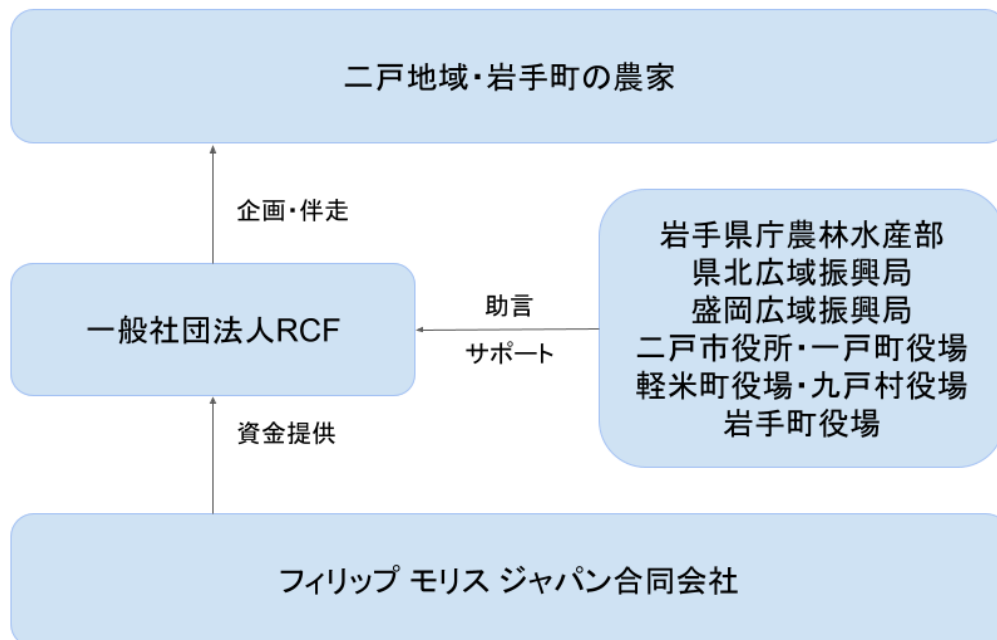 二戸地域・岩手町の農家
企画・伴走
岩手県庁農林水産部
県北広域振興局
盛岡広域振興局
二戸市役所・一戸町役場
軽米町役場・九戸村役場
岩手町役場
一般社団法人RCF
助言
サポート
資金提供
フィリップ モリス ジャパン合同会社